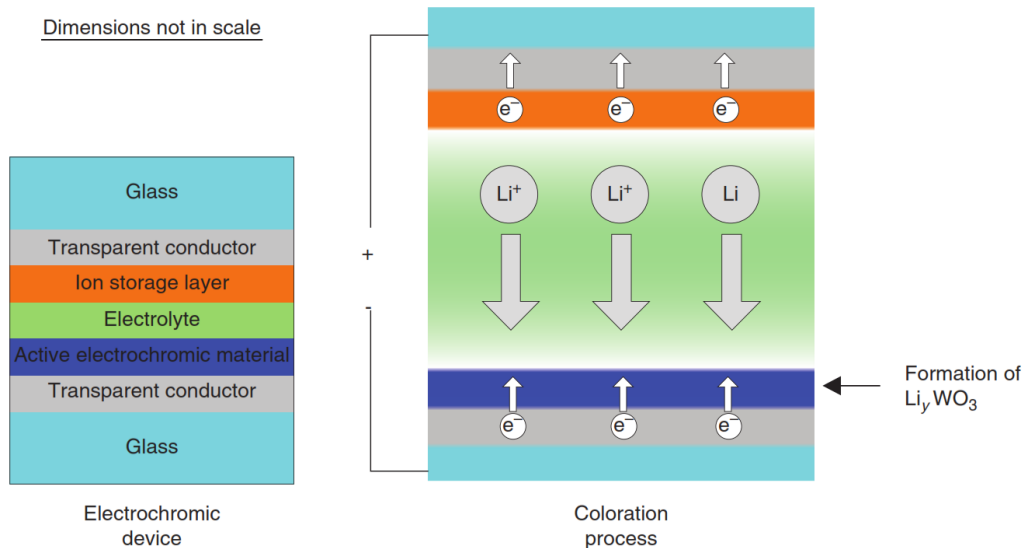 Dimensions not in scale
Glass
Transparent conductor
Ion storage layer
Electrolyte
Active electrochromic material
Transparent conductor
Glass
Electrochromic
device
+
-
e⁻ e⁻ e⁻
Li⁺ Li⁺ Li
e⁻ e⁻ e⁻
Coloration
process
Formation of
LiyWO₃